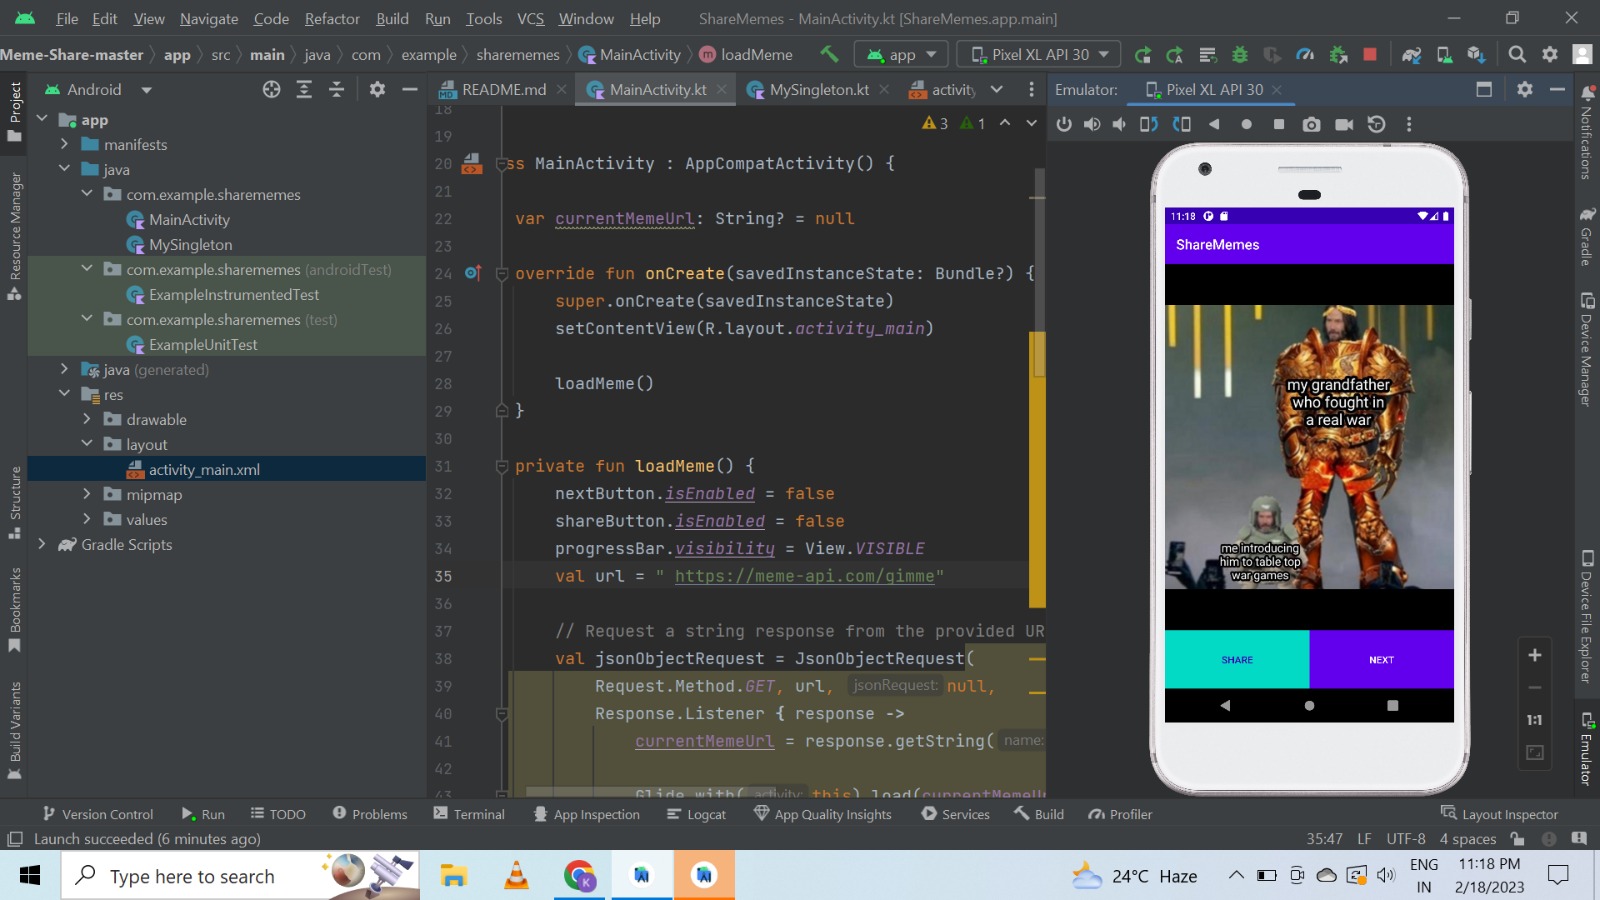 File Edit View Navigate Code Refactor Build Run Tools VCS Window Help ShareMemes - MainActivity.kt [ShareMemes.app.main]
Meme-Share-master app src main java com example sharememes MainActivity loadMeme app Pixel XL API 30
Project
Resource Manager
Structure
Bookmarks
Build Variants
Android
app
manifests
java
com.example.sharememes
MainActivity
MySingleton
com.example.sharememes (androidTest)
ExampleInstrumentedTest
com.example.sharememes (test)
ExampleUnitTest
java (generated)
res
drawable
layout
activity_main.xml
mipmap
values
Gradle Scripts
README.md MainActivity.kt MySingleton.kt activity
3 1
18
19
20 ss MainActivity : AppCompatActivity() {
21
22 var currentMemeUrl: String? = null
23
24 override fun onCreate(savedInstanceState: Bundle?) {
25 super.onCreate(savedInstanceState)
26 setContentView(R.layout.activity_main)
27
28 loadMeme()
29 }
30
31 private fun loadMeme() {
32 nextButton.isEnabled = false
33 shareButton.isEnabled = false
34 progressBar.visibility = View.VISIBLE
35 val url = " https://meme-api.com/gimme"
36
37 // Request a string response from the provided UR
38 val jsonObjectRequest = JsonObjectRequest(
39 Request.Method.GET, url, jsonRequest: null,
40 Response.Listener { response ->
41 currentMemeUrl = response.getString( name:
42
43 Glide.with( activity: this).load(currentMemeU
Emulator: Pixel XL API 30
11:18
ShareMemes
my grandfather
who fought in
a real war
me introducing
him to table top
war games
SHARE NEXT
1:1
Notifications
Gradle
Device Manager
Device File Explorer
Emulator
Version Control Run TODO Problems Terminal App Inspection Logcat App Quality Insights Services Build Profiler Layout Inspector
Launch succeeded (6 minutes ago) 35:47 LF UTF-8 4 spaces
Type here to search K 24°C Haze ENG
IN
11:18 PM
2/18/2023